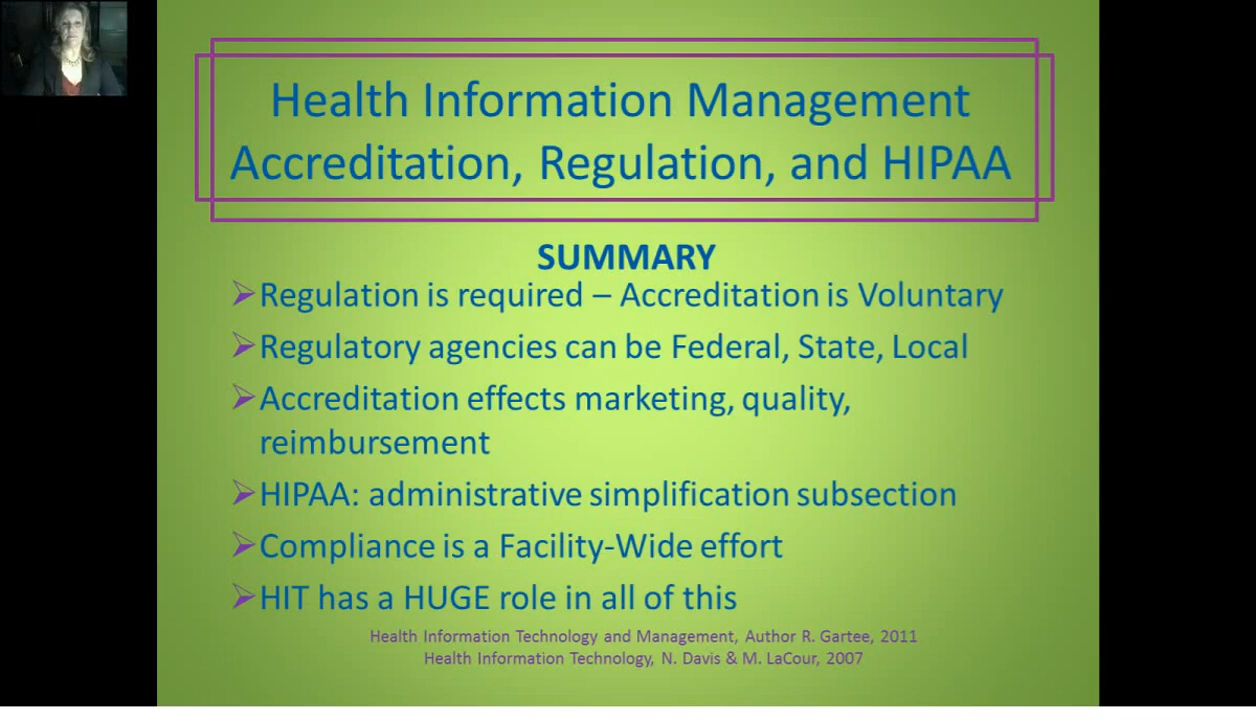 Health Information Management
Accreditation, Regulation, and HIPAA
SUMMARY
Regulation is required – Accreditation is Voluntary
Regulatory agencies can be Federal, State, Local
Accreditation effects marketing, quality,
reimbursement
HIPAA: administrative simplification subsection
Compliance is a Facility-Wide effort
HIT has a HUGE role in all of this
Health Information Technology and Management, Author R. Gartee, 2011
Health Information Technology, N. Davis & M. LaCour, 2007